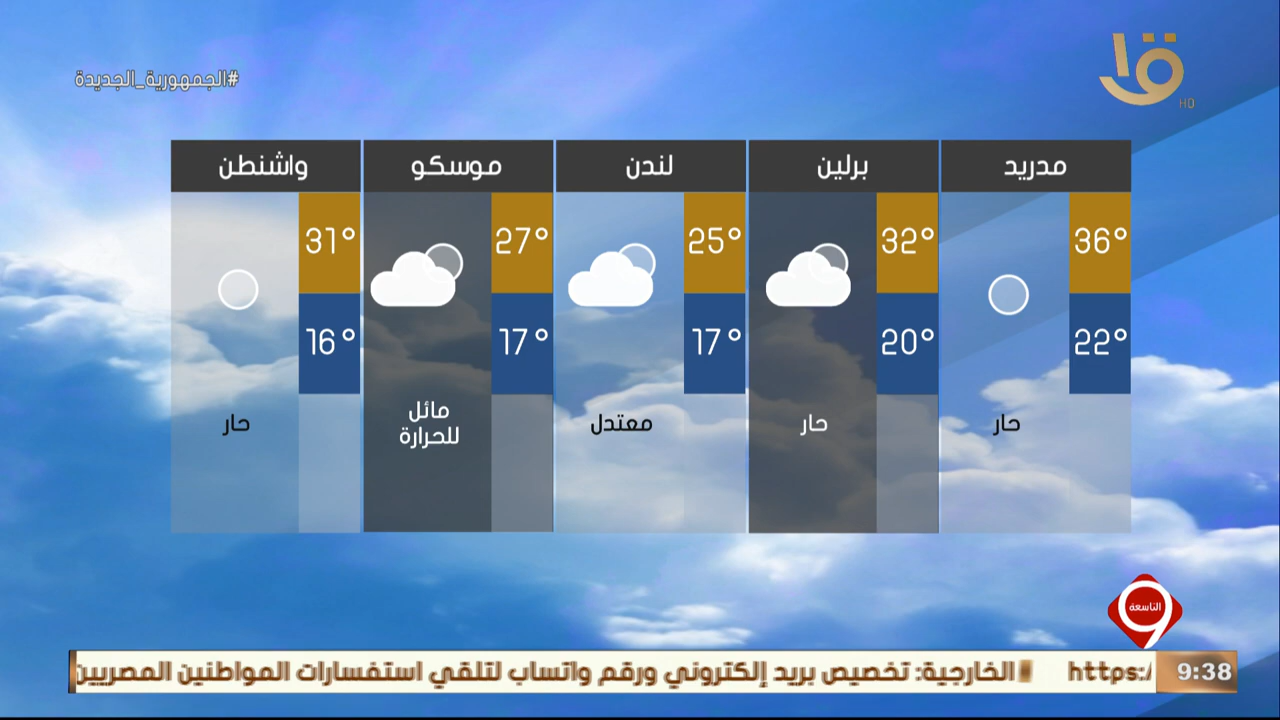 #الجمهورية_الجديدة
HD
مدريد
36°
22°
حار
برلين
32°
20°
حار
لندن
25°
17°
معتدل
موسكو
27°
17°
مائل
للحرارة
واشنطن
31°
16°
حار
التاسعة
9
9:38
https:/
الخارجية: تخصيص بريد إلكتروني ورقم واتساب لتلقي استفسارات المواطنين المصريين